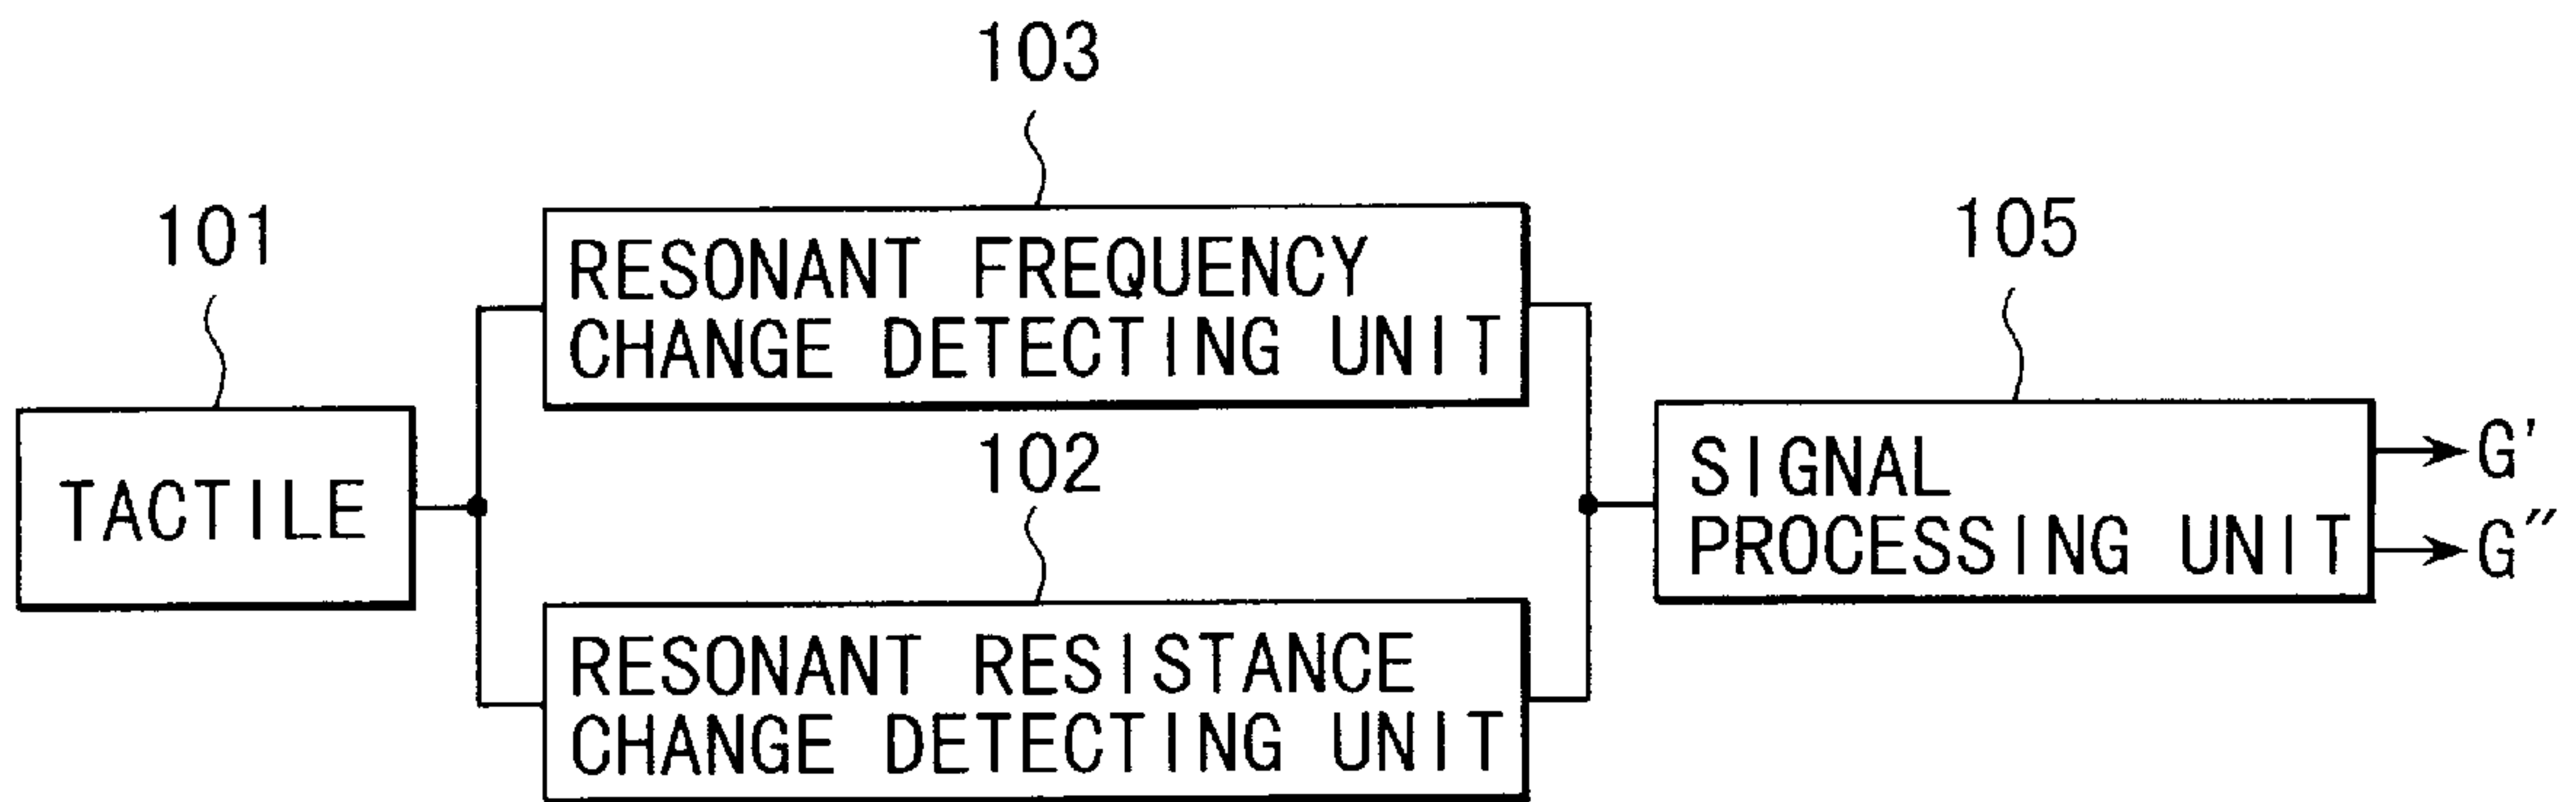 103
101
RESONANT FREQUENCY
CHANGE DETECTING UNIT
105
TACTILE
102
SIGNAL
PROCESSING UNIT
G'
G"
RESONANT RESISTANCE
CHANGE DETECTING UNIT